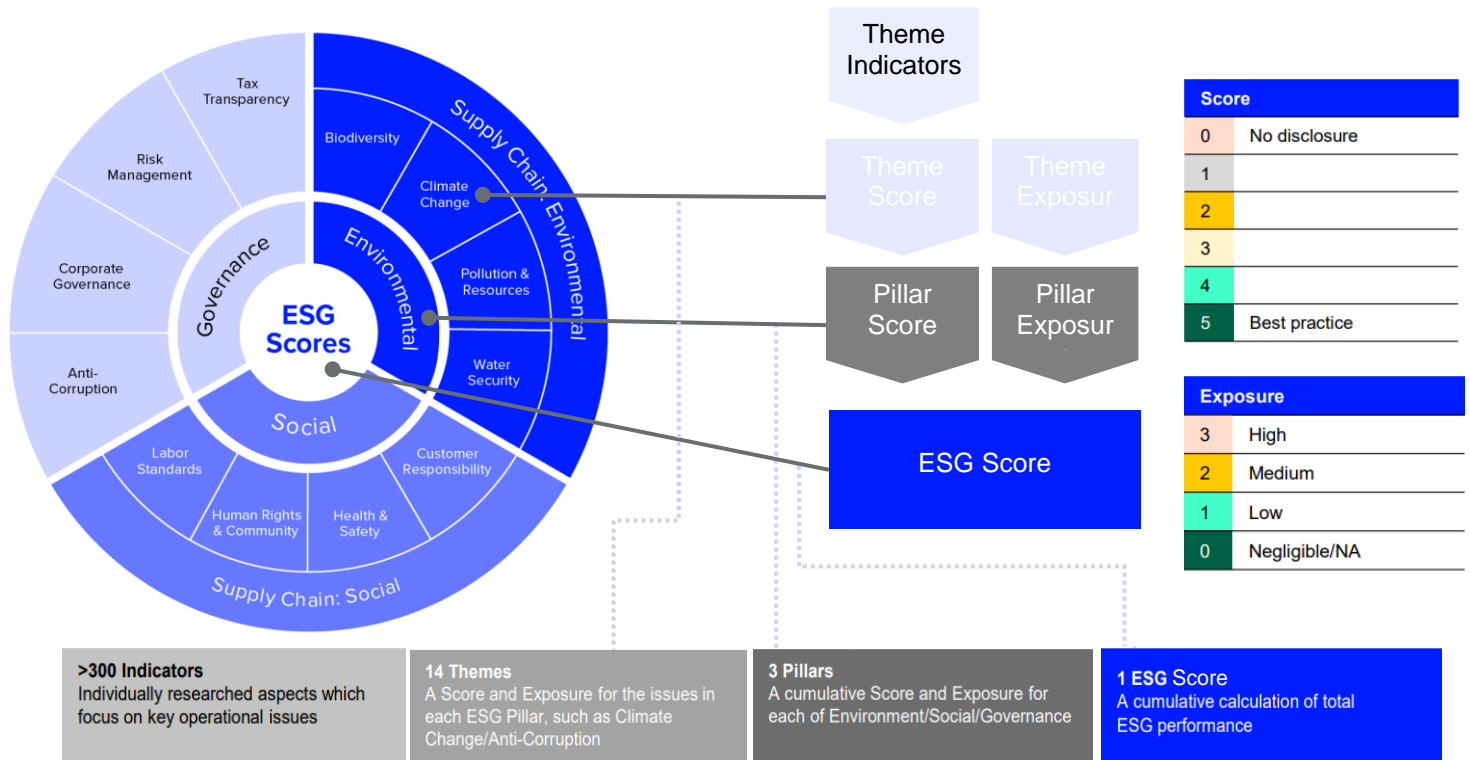 Tax
Transparency
Risk
Management
Corporate
Governance
Anti-
Corruption
Governance
Biodiversity
Climate
Change
Pollution &
Resources
Water
Security
Environmental
Supply Chain: Environmental
ESG
Scores
Social
Labor
Standards
Human Rights
& Community
Health &
Safety
Customer
Responsibility
Supply Chain: Social
Theme
Indicators
Theme
Score
Theme
Exposur
Pillar
Score
Pillar
Exposur
ESG Score
Score
0 No disclosure
1
2
3
4
5 Best practice
Exposure
3 High
2 Medium
1 Low
0 Negligible/NA
>300 Indicators
Individually researched aspects which
focus on key operational issues
14 Themes
A Score and Exposure for the issues in
each ESG Pillar, such as Climate
Change/Anti-Corruption
3 Pillars
A cumulative Score and Exposure for
each of Environment/Social/Governance
1 ESG Score
A cumulative calculation of total
ESG performance